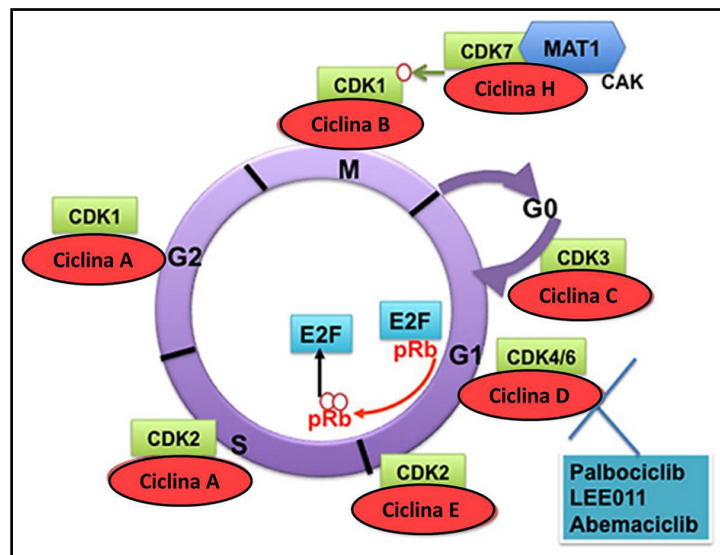 CDK7
MAT1
CDK1
Ciclina H
CAK
Ciclina B
M
CDK1
G0
Ciclina A
G2
CDK3
Ciclina C
E2F
E2F
pRb
G1
CDK4/6
pRb
Ciclina D
CDK2
S
Ciclina A
CDK2
Ciclina E
Palbociclib
LEE011
Abemaciclib